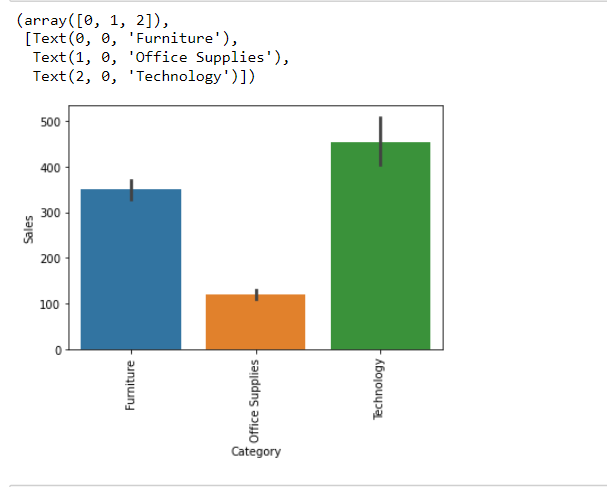 (array([0, 1, 2]),
[Text(0, 0, 'Furniture'),
Text(1, 0, 'Office Supplies'),
Text(2, 0, 'Technology')])
500
400
300
200
100
0
Sales
Furniture
Office Supplies
Technology
Category